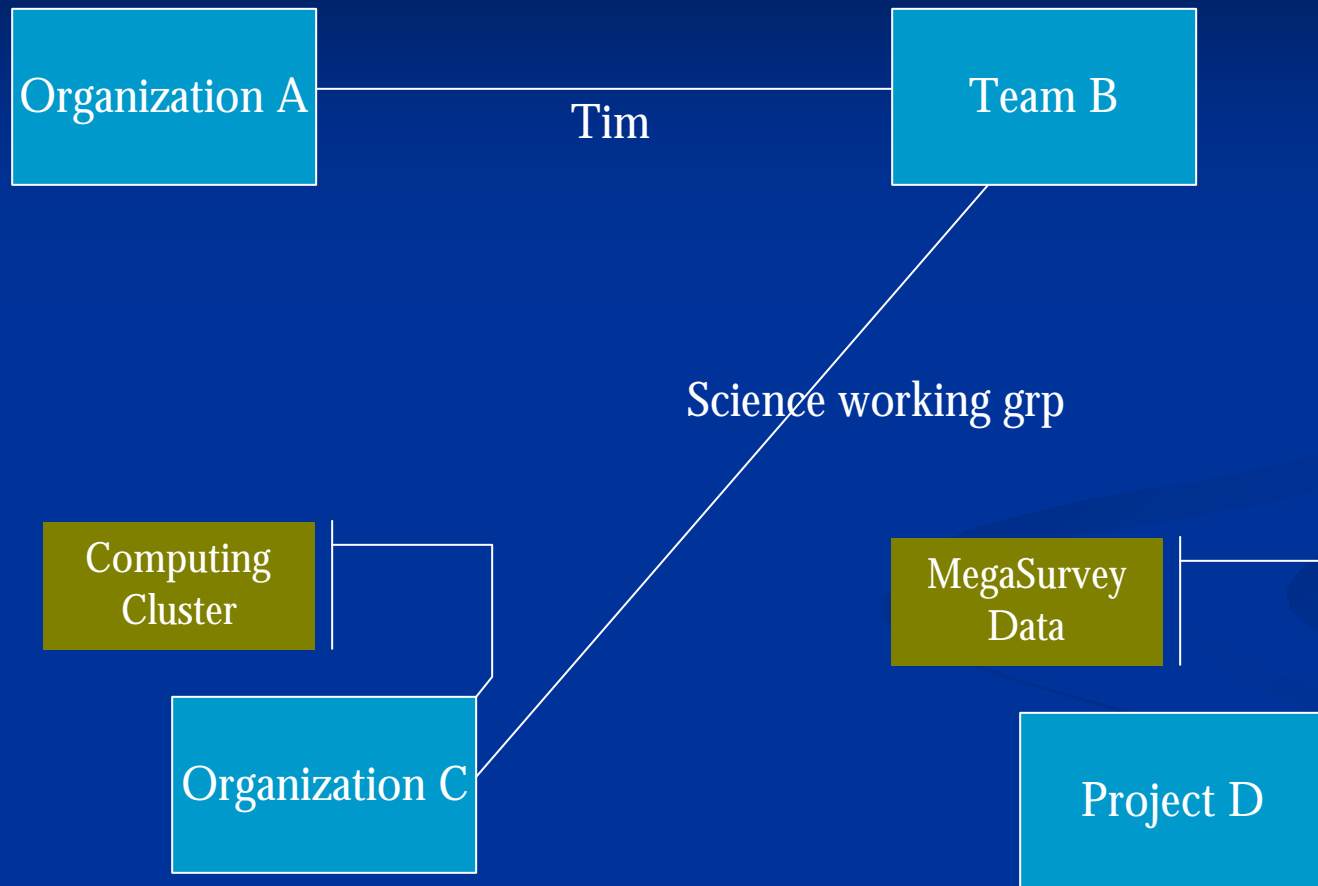 Organization A
Tim
Team B
Science working grp
Computing
Cluster
MegaSurvey
Data
Organization C
Project D